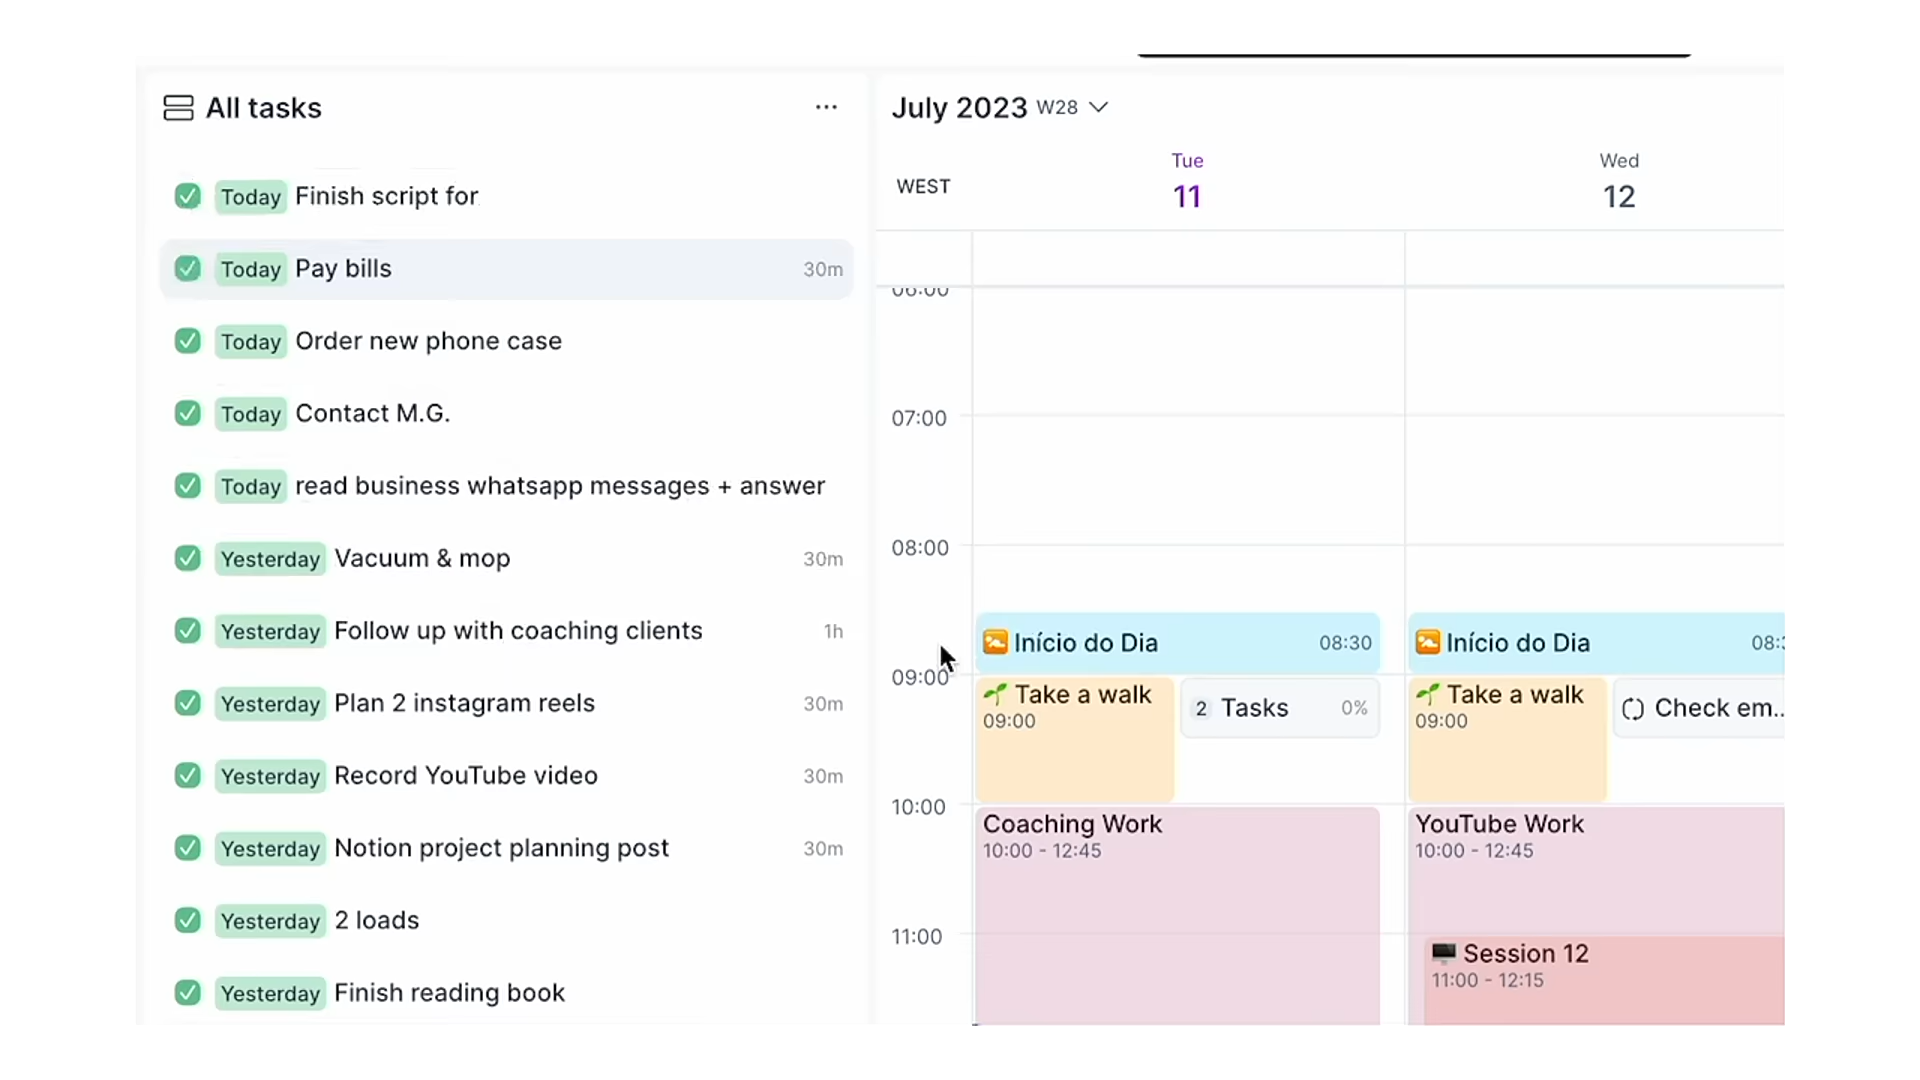 All tasks
...
Today Finish script for
Today Pay bills 30m
Today Order new phone case
Today Contact M.G.
Today read business whatsapp messages + answer
Yesterday Vacuum & mop 30m
Yesterday Follow up with coaching clients 1h
Yesterday Plan 2 instagram reels 30m
Yesterday Record YouTube video 30m
Yesterday Notion project planning post 30m
Yesterday 2 loads
Yesterday Finish reading book
July 2023 W28
WEST
Tue
11
Wed
12
06:00
07:00
08:00
Início do Dia 08:30
Início do Dia 08:3
09:00
Take a walk
09:00
2 Tasks 0%
Take a walk
09:00
Check em..
10:00
Coaching Work
10:00 - 12:45
YouTube Work
10:00 - 12:45
11:00
Session 12
11:00 - 12:15